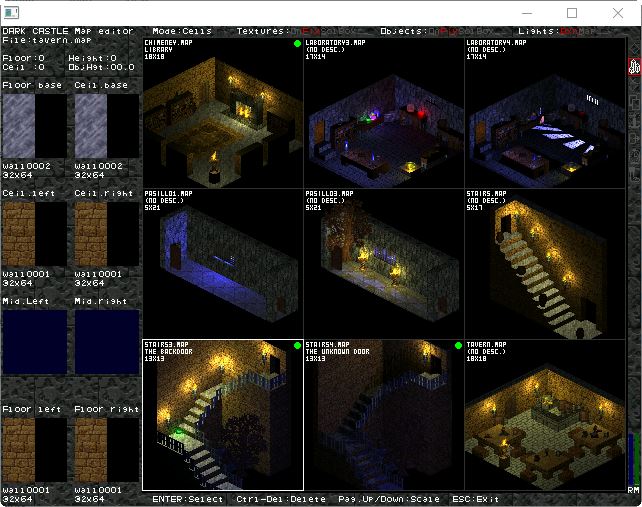 DARK CASTLE Map editor
File:tavern.map
Mode:Cells
Textures:
Objects:
Lights:
Floor:0 Height:0
Ceil :0 ObjHgt:00.0
Floor base Ceil.base
Wall0002 Wall0002
32x64 32x64
Ceil.left Ceil.right
Wall0001 Wall0001
32x64 32x64
Mid.Left Mid.right
Floor left Floor right
Wall0001 Wall0001
32x64 32x64
CHIMENEY.MAP
LIBRARY
18X18
LABORATORY3.MAP
(NO DESC.)
17X14
LABORATORY4.MAP
(NO DESC.)
17X14
PASILLO1.MAP
(NO DESC.)
5X21
PASILLO3.MAP
(NO DESC.)
5X21
STAIRS.MAP
(NO DESC.)
5X17
STAIRS3.MAP
THE BACKDOOR
13X13
STAIRS4.MAP
THE UNKNOWN DOOR
13X13
TAVERN.MAP
(NO DESC.)
18X18
RM
ENTER:Select Ctrl-Del:Delete Pag.Up/Down:Scale ESC:Exit